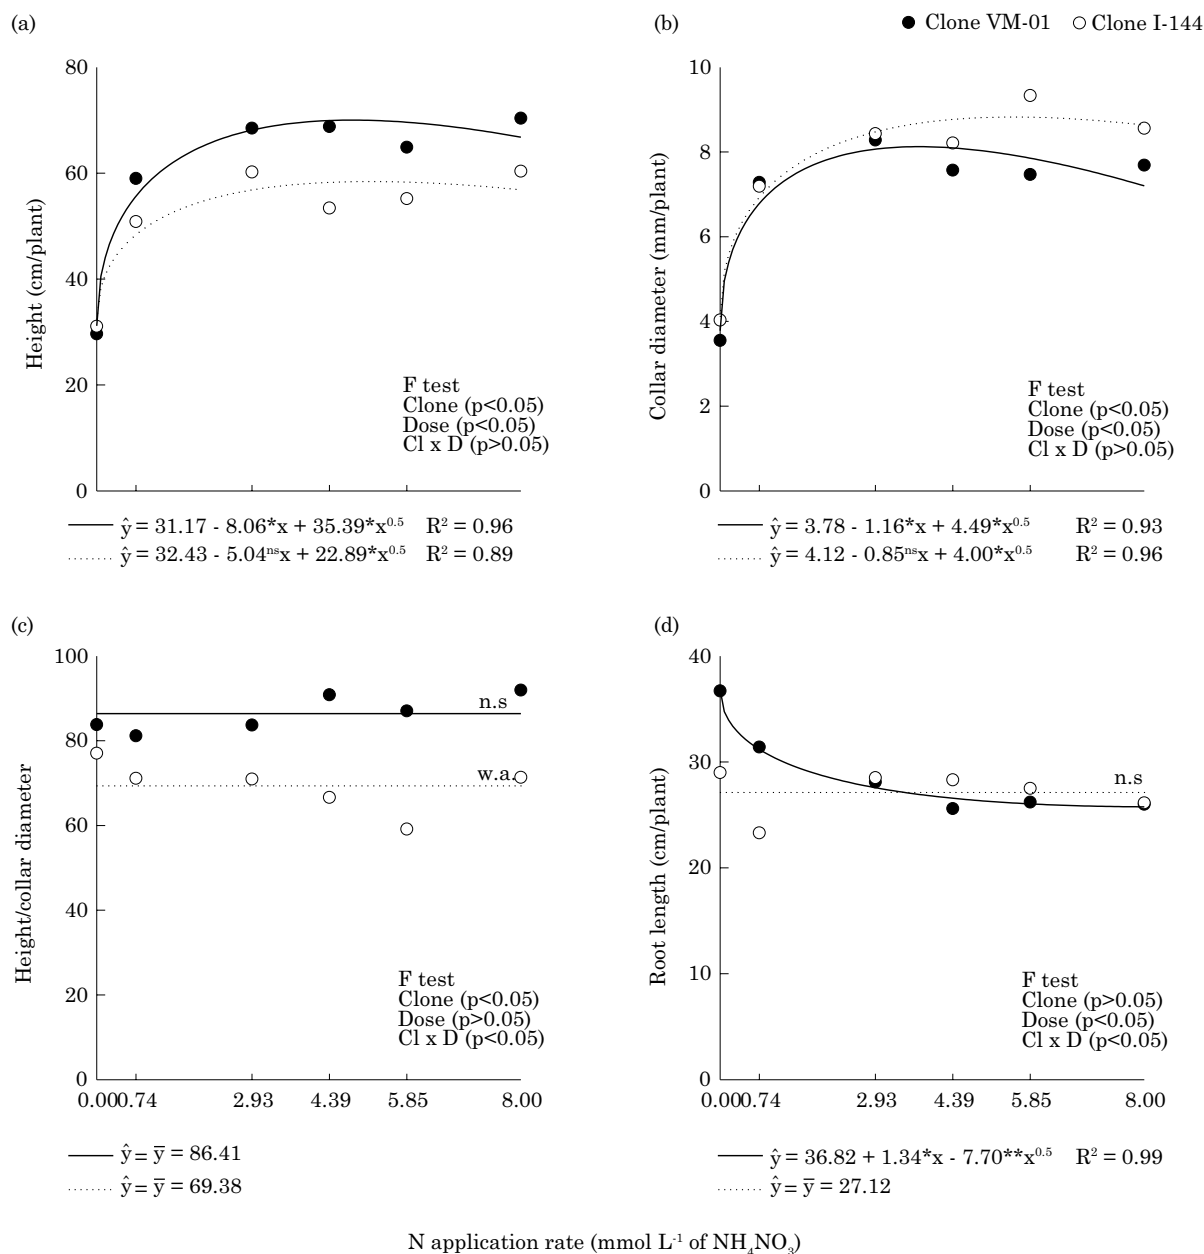 (a)
(b)
● Clone VM-01 ○ Clone I-144
Height (cm/plant)
80
60
40
20
0
F test
Clone (p<0.05)
Dose (p<0.05)
Cl x D (p>0.05)
ŷ = 31.17 - 8.06*x + 35.39*x^0.5 R² = 0.96
ŷ = 32.43 - 5.04^ns x + 22.89*x^0.5 R² = 0.89
Collar diameter (mm/plant)
10
8
6
4
2
0
F test
Clone (p<0.05)
Dose (p<0.05)
Cl x D (p>0.05)
ŷ = 3.78 - 1.16*x + 4.49*x^0.5 R² = 0.93
ŷ = 4.12 - 0.85^ns x + 4.00*x^0.5 R² = 0.96
(c)
Height/collar diameter
100
80
60
40
20
0
n.s
w.a.
F test
Clone (p<0.05)
Dose (p>0.05)
Cl x D (p<0.05)
0.00 0.74 2.93 4.39 5.85 8.00
ŷ = y̅ = 86.41
ŷ = y̅ = 69.38
(d)
Root length (cm/plant)
40
30
20
10
0
n.s
F test
Clone (p>0.05)
Dose (p<0.05)
Cl x D (p<0.05)
0.00 0.74 2.93 4.39 5.85 8.00
ŷ = 36.82 + 1.34*x - 7.70**x^0.5 R² = 0.99
ŷ = y̅ = 27.12
N application rate (mmol L⁻¹ of NH₄NO₃)